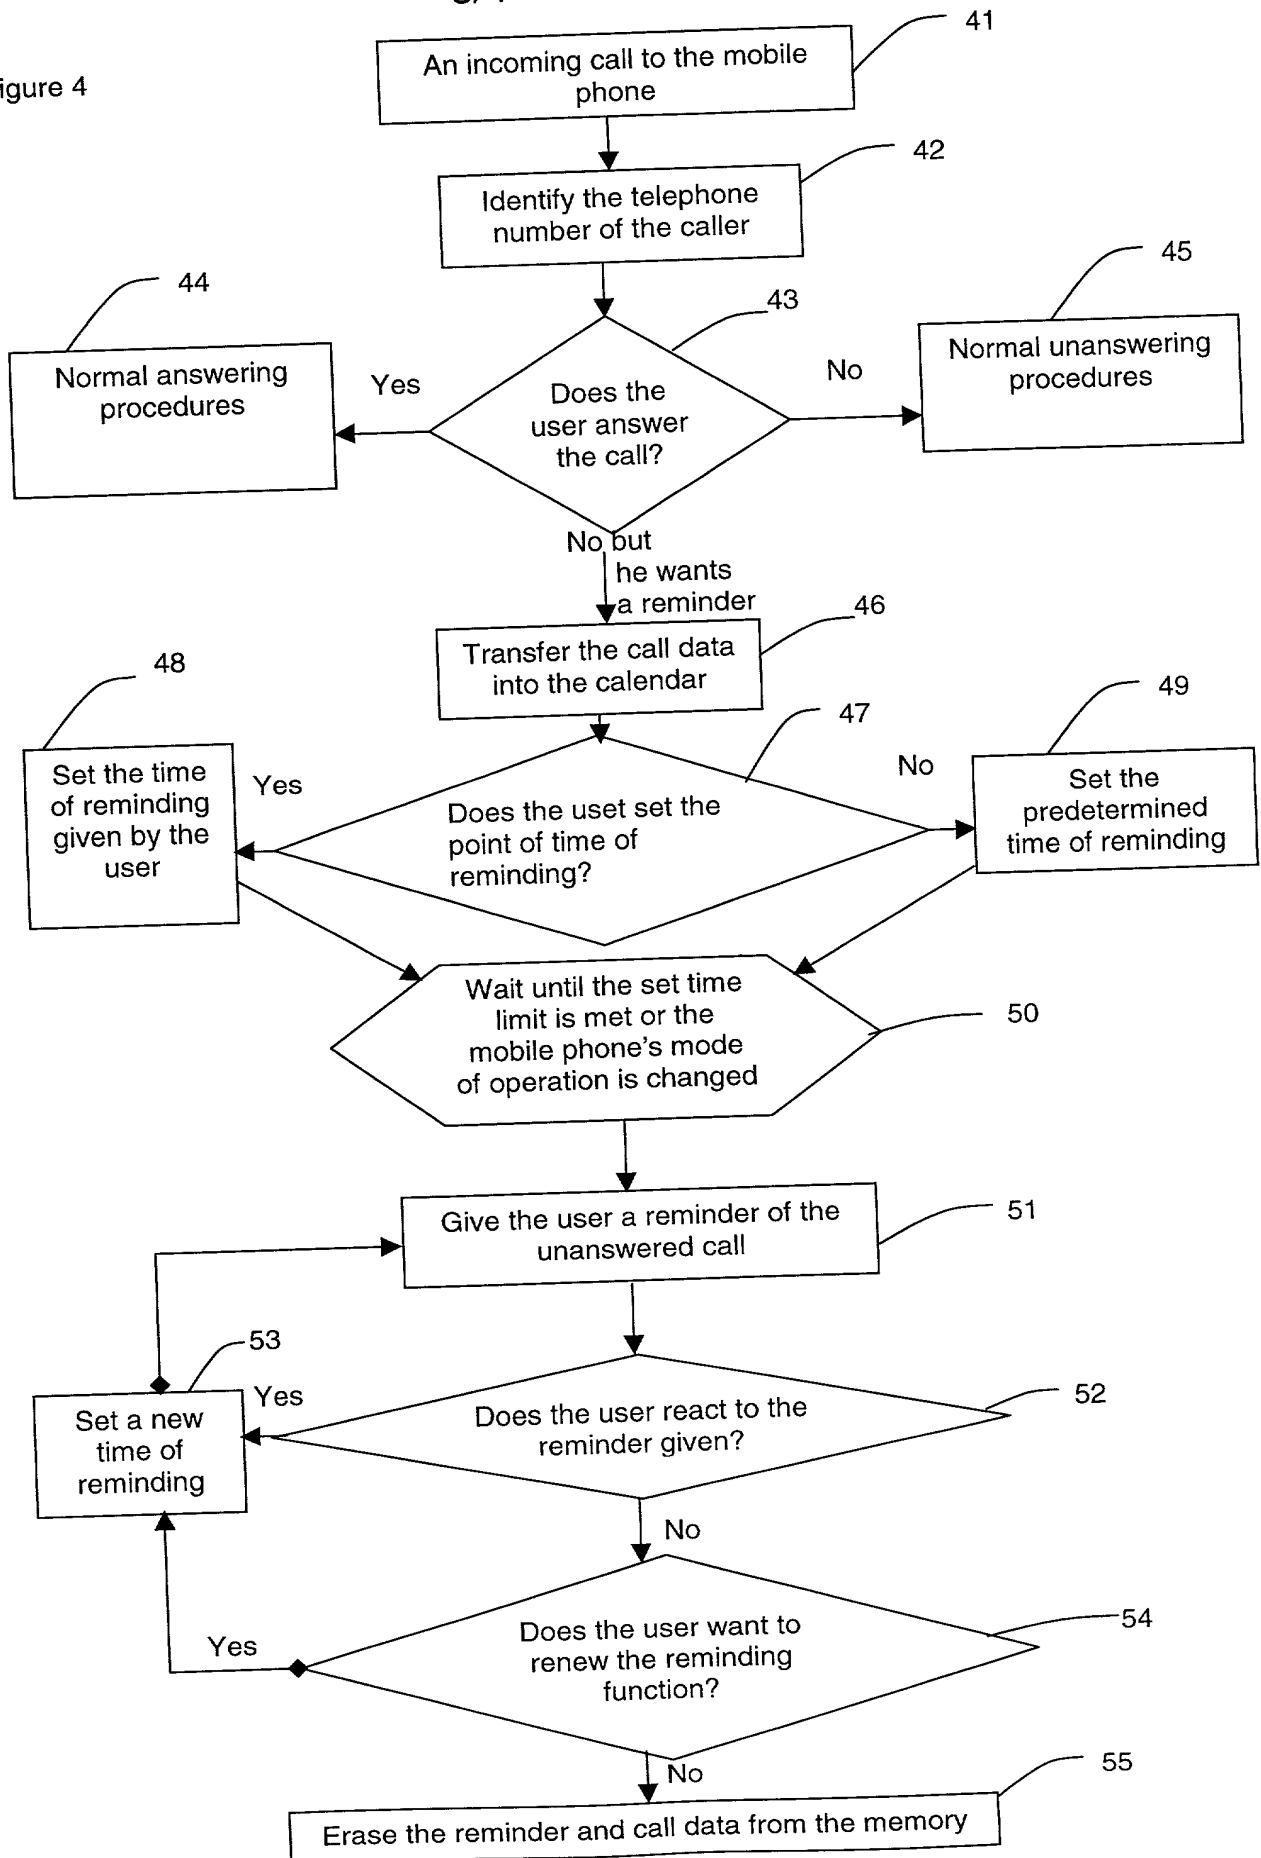 41
An incoming call to the mobile
phone
igure 4
42
Identify the telephone
number of the caller
44
43
45
Normal answering
procedures
Yes
Does the
user answer
the call?
No
Normal unanswering
procedures
No but
he wants
a reminder
46
Transfer the call data
into the calendar
48
47
49
Set the time
of reminding
given by the
user
Yes
Does the uset set the
point of time of
reminding?
No
Set the
predetermined
time of reminding
Wait until the set time
limit is met or the
mobile phone's mode
of operation is changed
50
Give the user a reminder of the
unanswered call
51
53
Set a new
time of
reminding
Yes
Does the user react to the
reminder given?
52
No
Does the user want to
renew the reminding
function?
54
Yes
No
55
Erase the reminder and call data from the memory